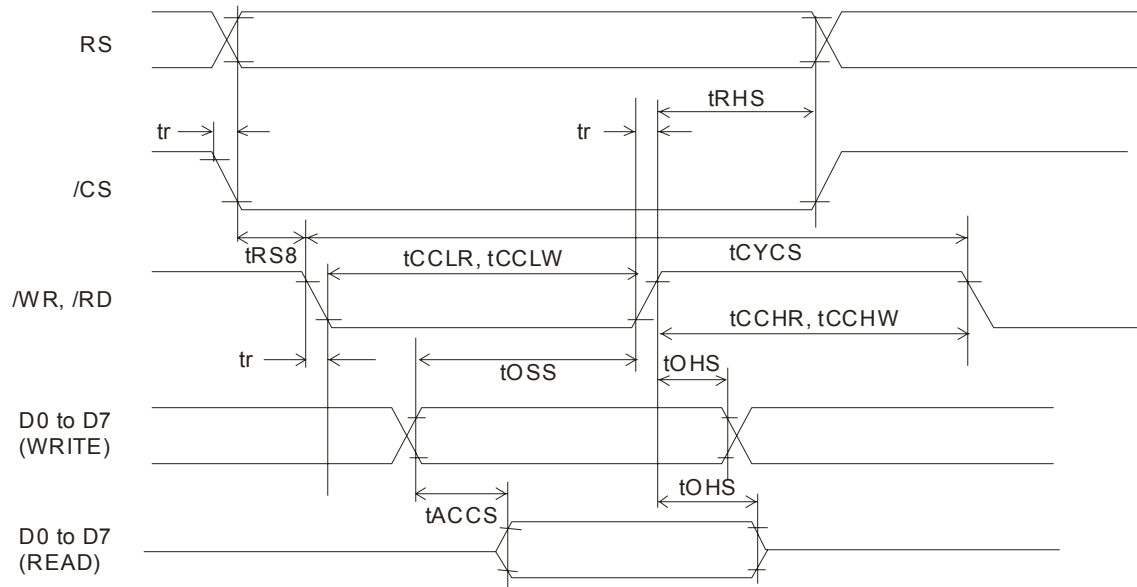 RS
tRHS
tr
tr
/CS
tRS8
tCCLR, tCCLW
tCYCS
/WR, /RD
tCCHR, tCCHW
tr
tOSS
tOHS
D0 to D7
(WRITE)
tACCS
tOHS
D0 to D7
(READ)